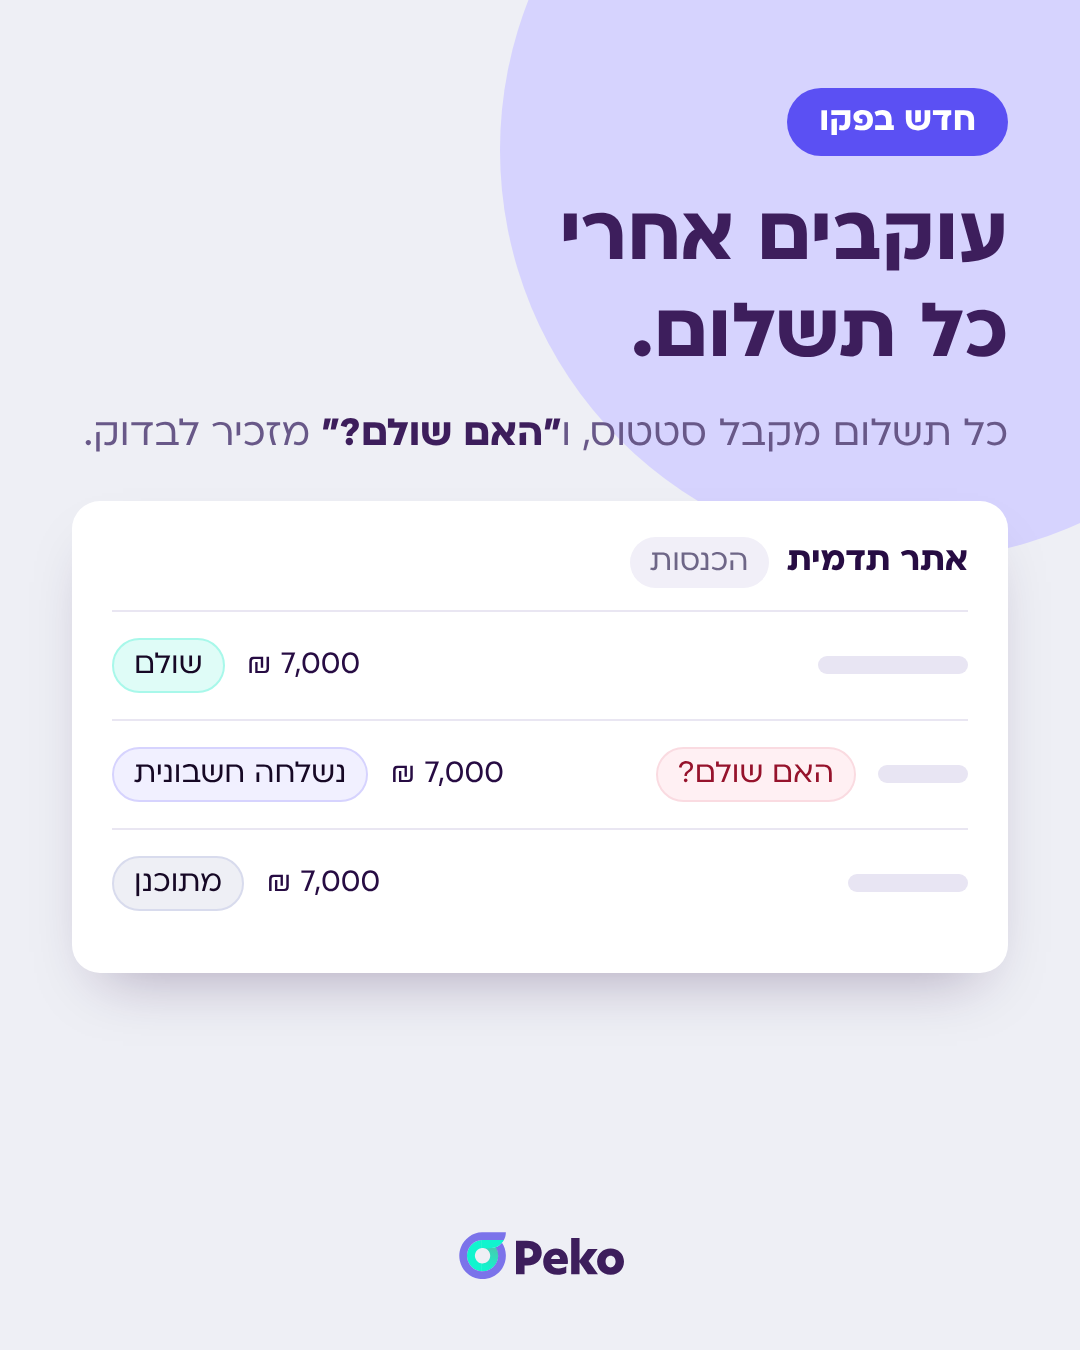 חדש בפקו
עוקבים אחרי
כל תשלום.
כל תשלום מקבל סטטוס, ו"האם שולם?" מזכיר לבדוק.
אתר תדמית הכנסות
7,000 ₪ שולם
האם שולם? 7,000 ₪ נשלחה חשבונית
7,000 ₪ מתוכנן
Peko